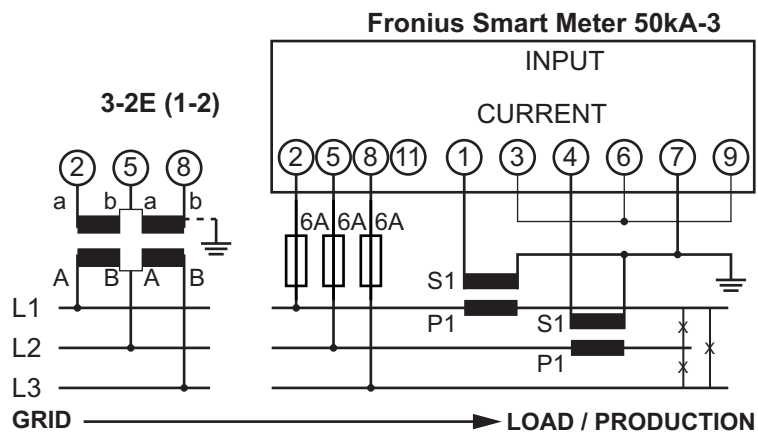 Fronius Smart Meter 50kA-3
INPUT
3-2E (1-2)
CURRENT
2 5 8
2 5 8 11 1 3 4 6 7 9
a b a b
6A 6A 6A
A B A B
S1
L1
P1 S1 x
L2 x
P1 x
L3
GRID LOAD / PRODUCTION